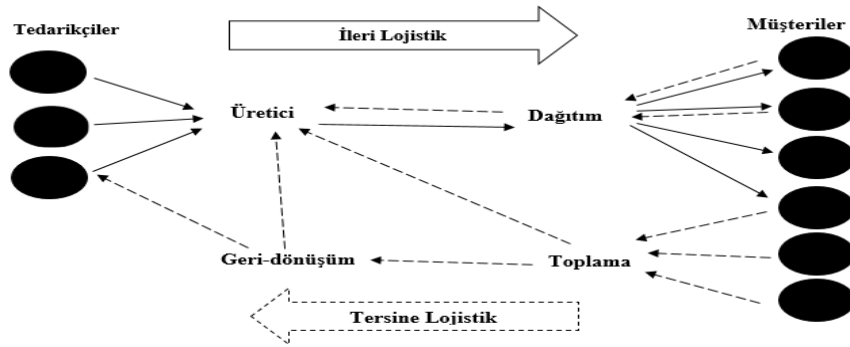 Tedarikçiler
İleri Lojistik
Müşteriler
Üretici
Dağıtım
Geri-dönüşüm
Toplama
Tersine Lojistik